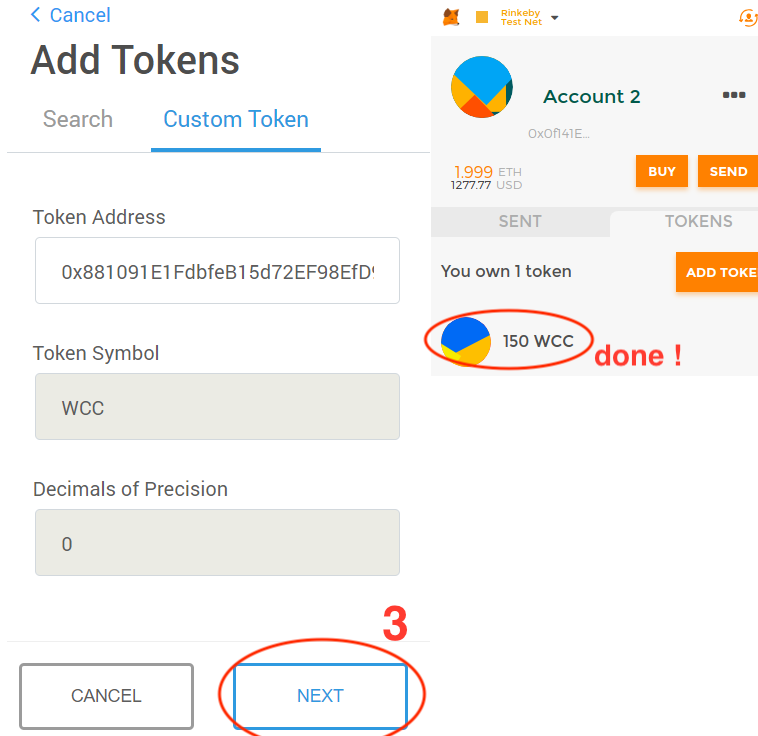 Cancel
Add Tokens
Search
Custom Token
Token Address
0x881091E1FdbfeB15d72EF98EfD9
Token Symbol
WCC
Decimals of Precision
0
3
CANCEL
NEXT
Rinkeby
Test Net
Account 2
0x0f141E...
1.999 ETH
1277.77 USD
BUY
SEND
SENT
TOKENS
You own 1 token
ADD TOKE
150 WCC
done !